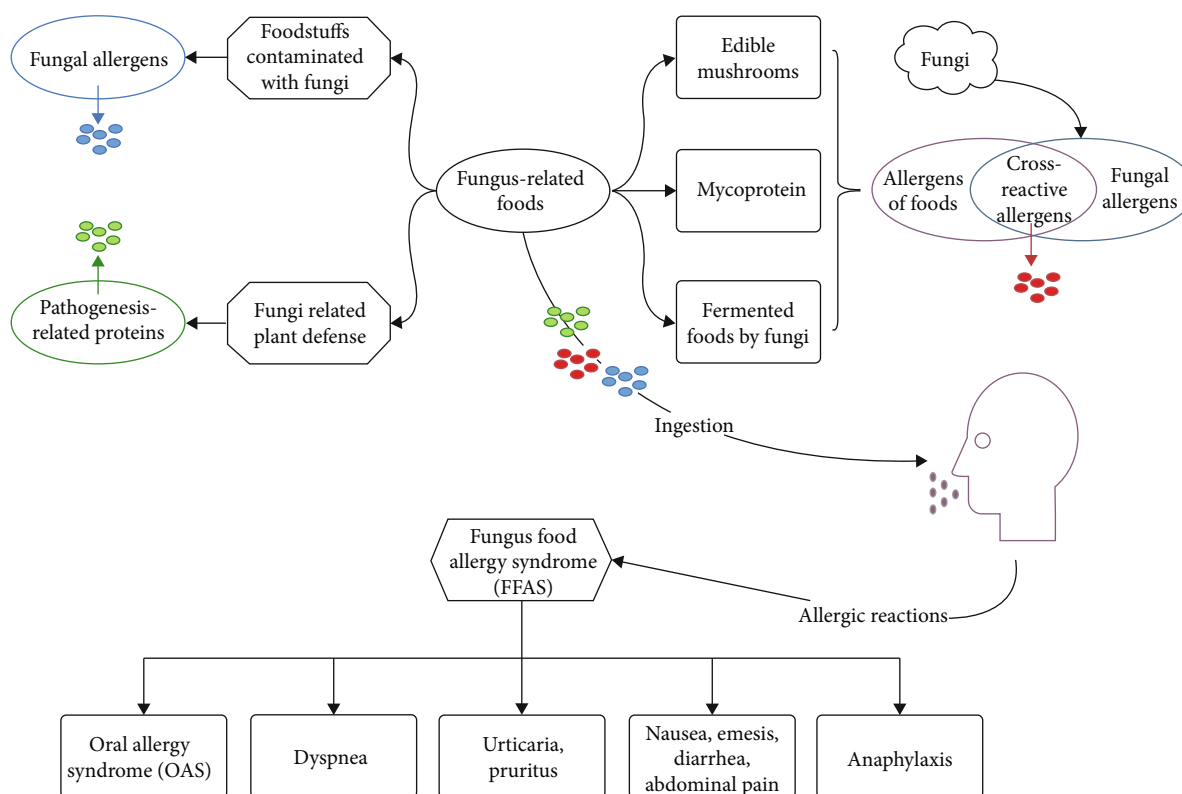 Fungal allergens
Foodstuffs
contaminated
with fungi
Edible
mushrooms
Fungi
Fungus-related
foods
Mycoprotein
Allergens
of foods
Cross-
reactive
allergens
Fungal
allergens
Pathogenesis-
related proteins
Fungi related
plant defense
Fermented
foods by fungi
Ingestion
Fungus food
allergy syndrome
(FFAS)
Allergic reactions
Oral allergy
syndrome (OAS)
Dyspnea
Urticaria,
pruritus
Nausea, emesis,
diarrhea,
abdominal pain
Anaphylaxis